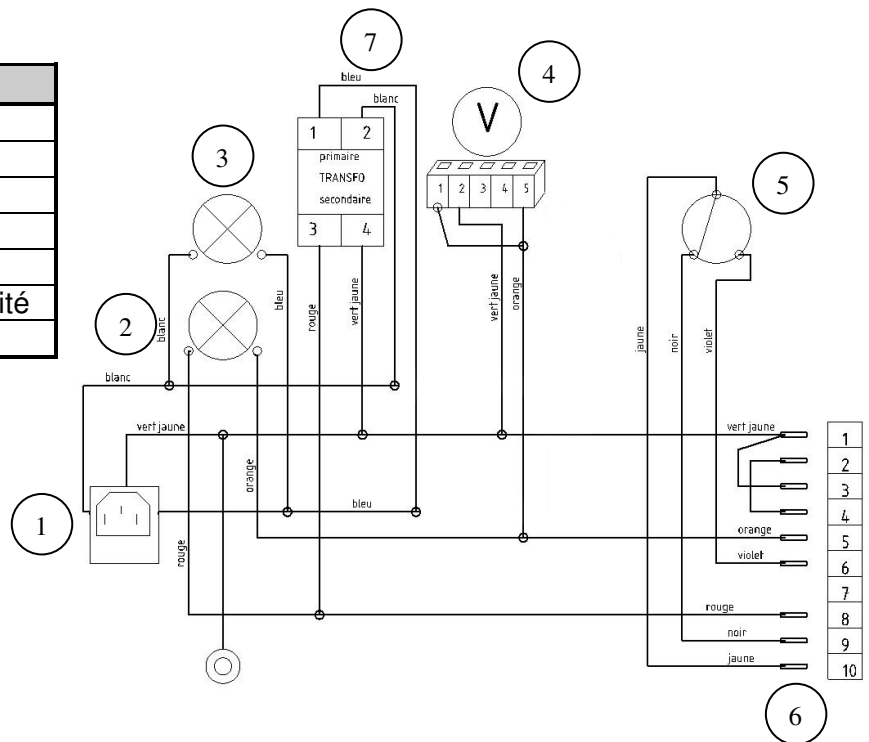 7
bleu
4
blanc
V
1 2
3
primaire
5
TRANSFO
1 2 3 4 5
secondaire
3 4
ité
2
blanc
bleu
rouge
vert jaune
vert jaune
orange
jaune
noir
violet
blanc
vert jaune
vert jaune
1
2
orange
3
1
bleu
4
orange
5
rouge
violet
6
7
rouge
8
noir
9
jaune
10
6